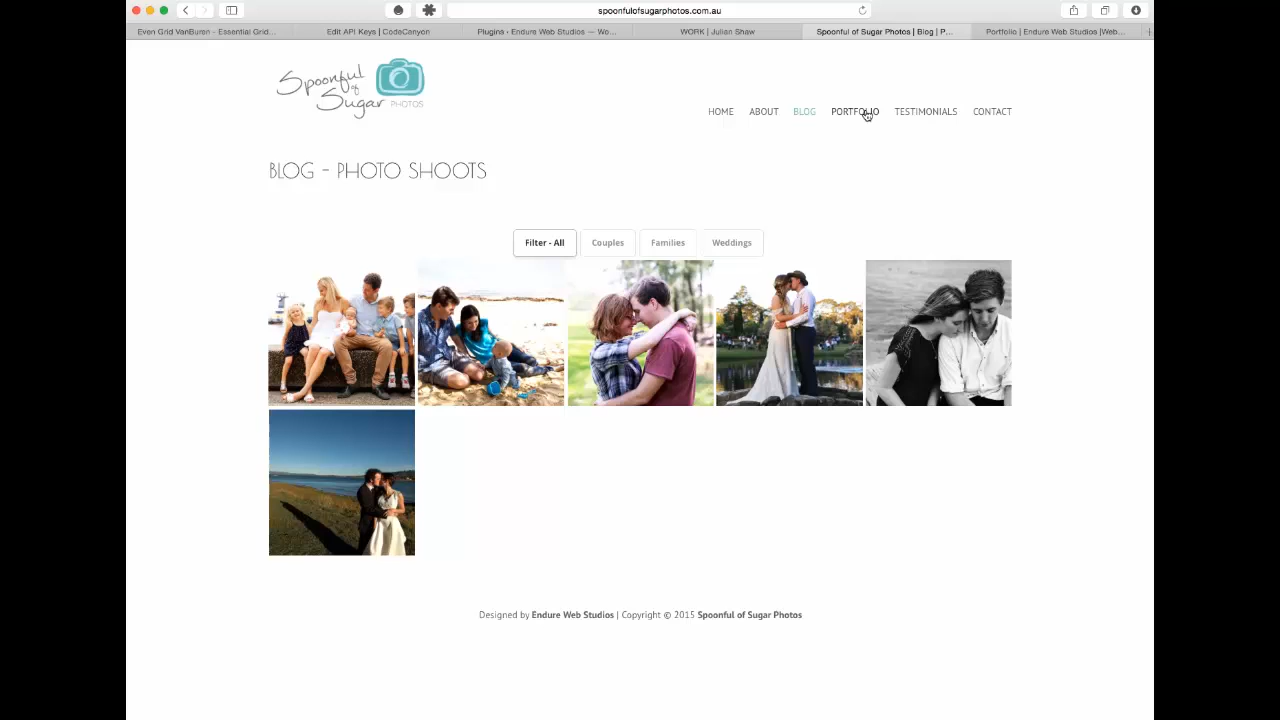 spoonfulofsugarphotos.com.au
Even Grid VanBuren - Essential Grid...
Edit API Keys | CodeCanyon
Plugins ‹ Endure Web Studios — Wo...
WORK | Julian Shaw
Spoonful of Sugar Photos | Blog | P...
Portfolio | Endure Web Studios |Web...
Spoonful
of
Sugar PHOTOS
HOME ABOUT BLOG PORTFOLIO TESTIMONIALS CONTACT
BLOG - PHOTO SHOOTS
Filter - All Couples Families Weddings
Designed by Endure Web Studios | Copyright © 2015 Spoonful of Sugar Photos